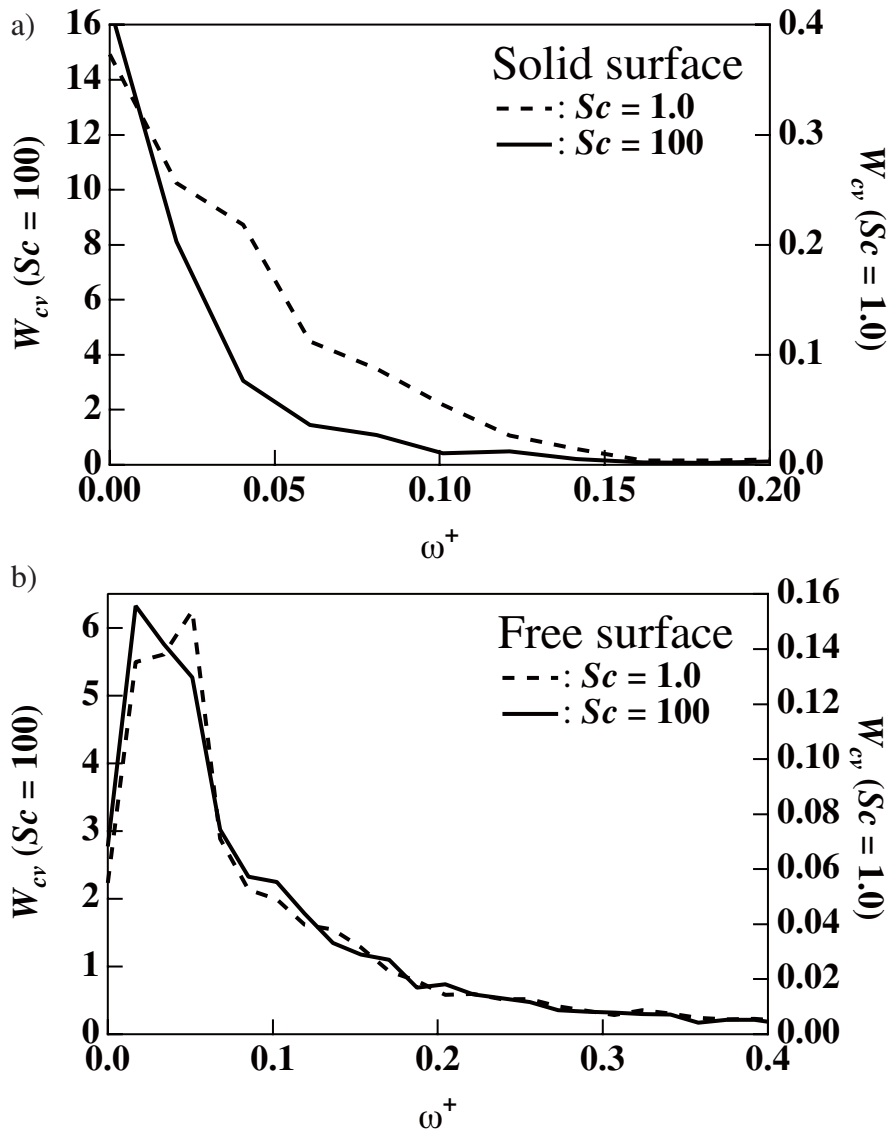 a)
16
14
12
10
8
6
4
2
0
W_cv (Sc = 100)
0.4
0.3
0.2
0.1
0.0
W_cv (Sc = 1.0)
Solid surface
: Sc = 1.0
: Sc = 100
0.00 0.05 0.10 0.15 0.20
ω+
b)
6
5
4
3
2
1
0
W_cv (Sc = 100)
0.16
0.14
0.12
0.10
0.08
0.06
0.04
0.02
0.00
W_cv (Sc = 1.0)
Free surface
: Sc = 1.0
: Sc = 100
0.0 0.1 0.2 0.3 0.4
ω+